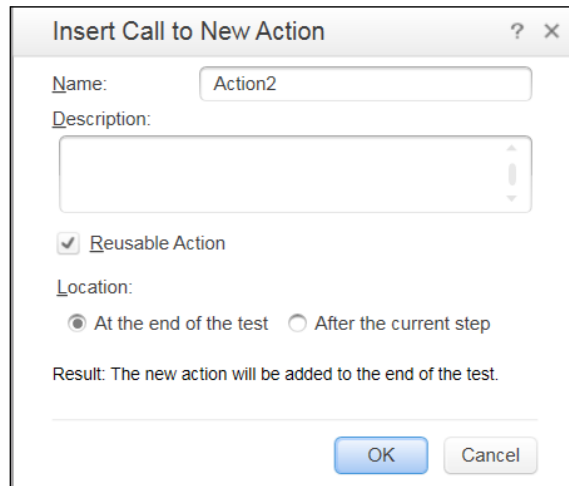 Insert Call to New Action ? ×
Name: Action2
Description:
Reusable Action
Location:
At the end of the test After the current step
Result: The new action will be added to the end of the test.
OK Cancel